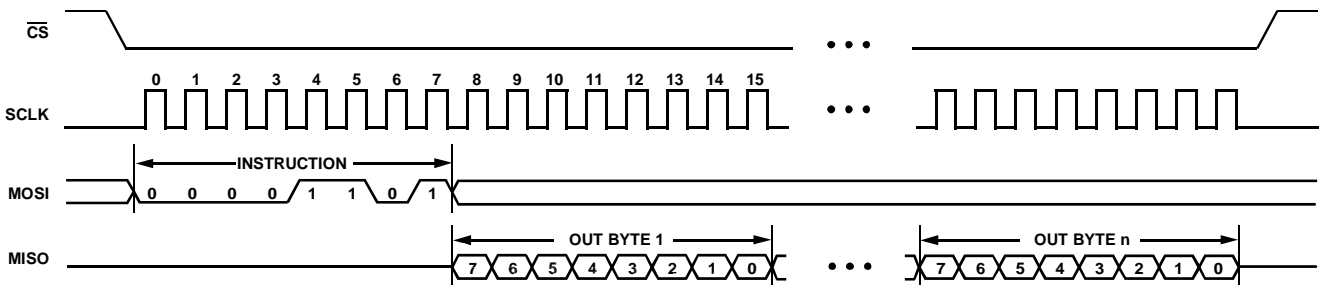 CS
0 1 2 3 4 5 6 7 8 9 10 11 12 13 14 15
SCLK
INSTRUCTION
MOSI 0 0 0 0 1 1 0 1
OUT BYTE 1 OUT BYTE n
MISO 7 6 5 4 3 2 1 0 7 6 5 4 3 2 1 0